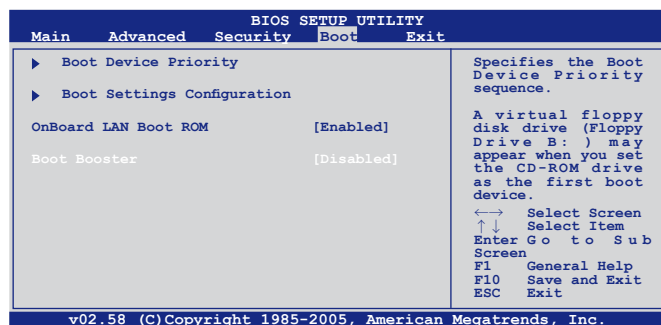 BIOS SETUP UTILITY
Main Advanced Security Boot Exit
Boot Device Priority
Boot Settings Configuration
OnBoard LAN Boot ROM [Enabled]
Boot Booster [Disabled]
Specifies the Boot
Device Priority
sequence.
A virtual floppy
disk drive (Floppy
Drive B: ) may
appear when you set
the CD-ROM drive
as the first boot
device.
←→ Select Screen
↑↓ Select Item
Enter Go to Sub
Screen
F1 General Help
F10 Save and Exit
ESC Exit
v02.58 (C)Copyright 1985-2005, American Megatrends, Inc.